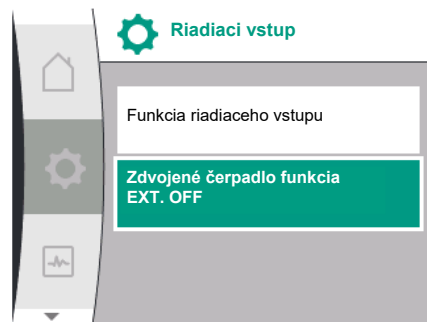 Riadiaci vstup
Funkcia riadiaceho vstupu
Zdvojené čerpadlo funkcia
EXT. OFF